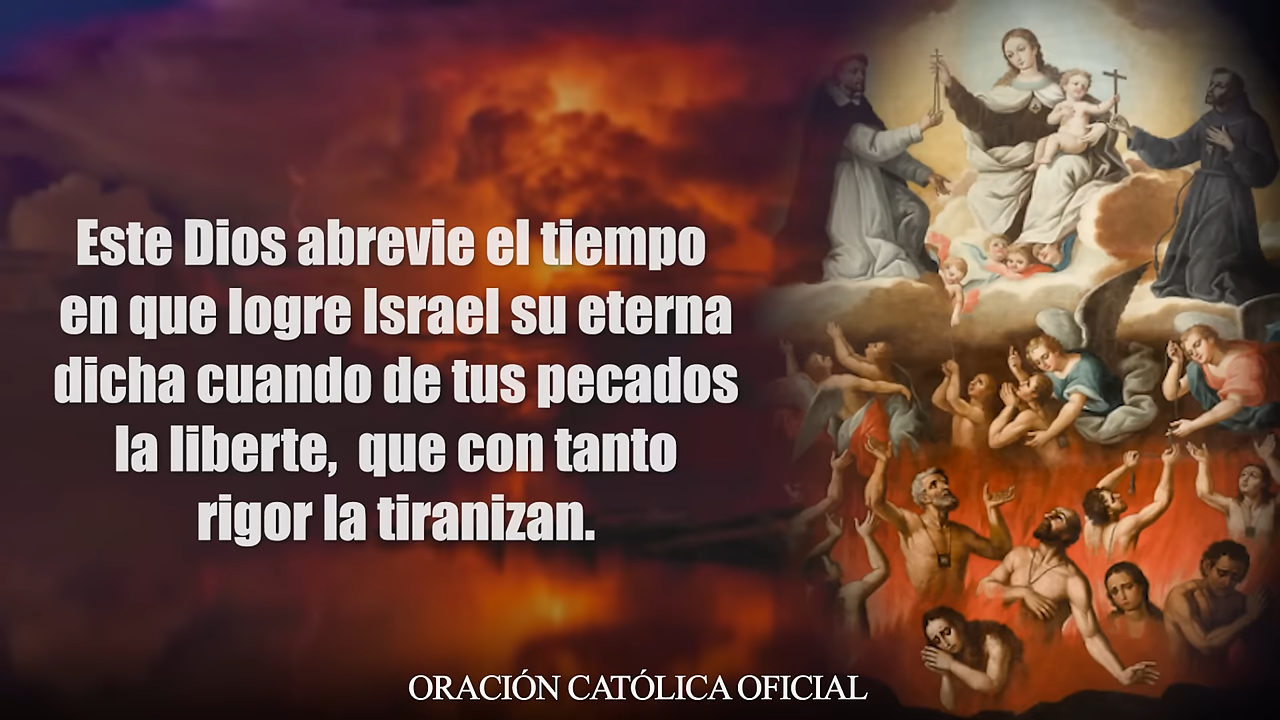 Este Dios abrevie el tiempo
en que logre Israel su eterna
dicha cuando de tus pecados
la liberte, que con tanto
rigor la tiranizan.
ORACIÓN CATÓLICA OFICIAL